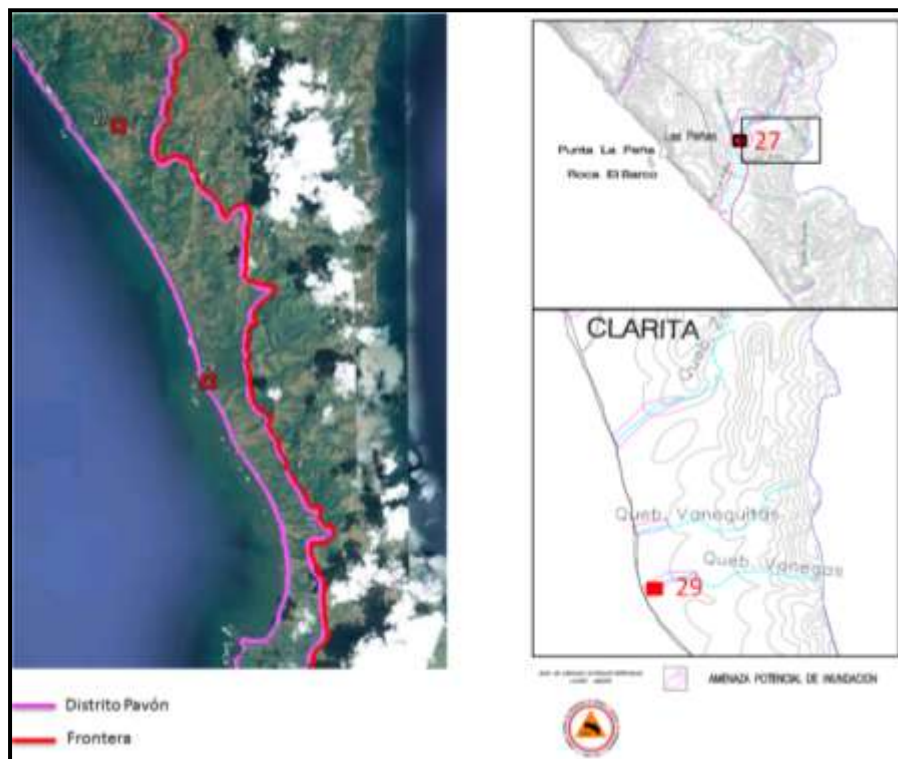 Distrito Pavón
Frontera
Las Peñas
27
Punta La Peña
Roca El Barco
CLARITA
Queb. Vaneguitas
Queb. Vanegas
29
AMENAZA POTENCIAL DE INUNDACION